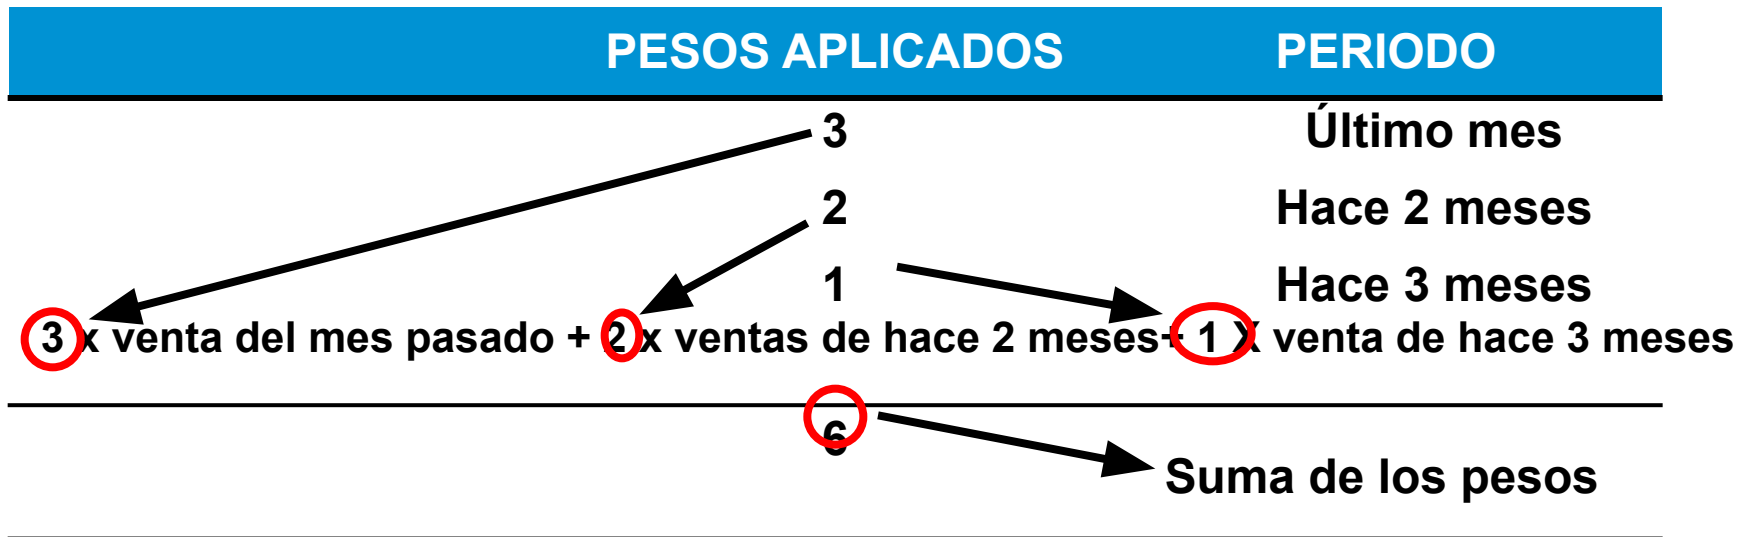 PESOS APLICADOS PERIODO
3 Último mes
2 Hace 2 meses
1 Hace 3 meses
3 x venta del mes pasado + 2 x ventas de hace 2 meses+ 1 X venta de hace 3 meses
6
Suma de los pesos